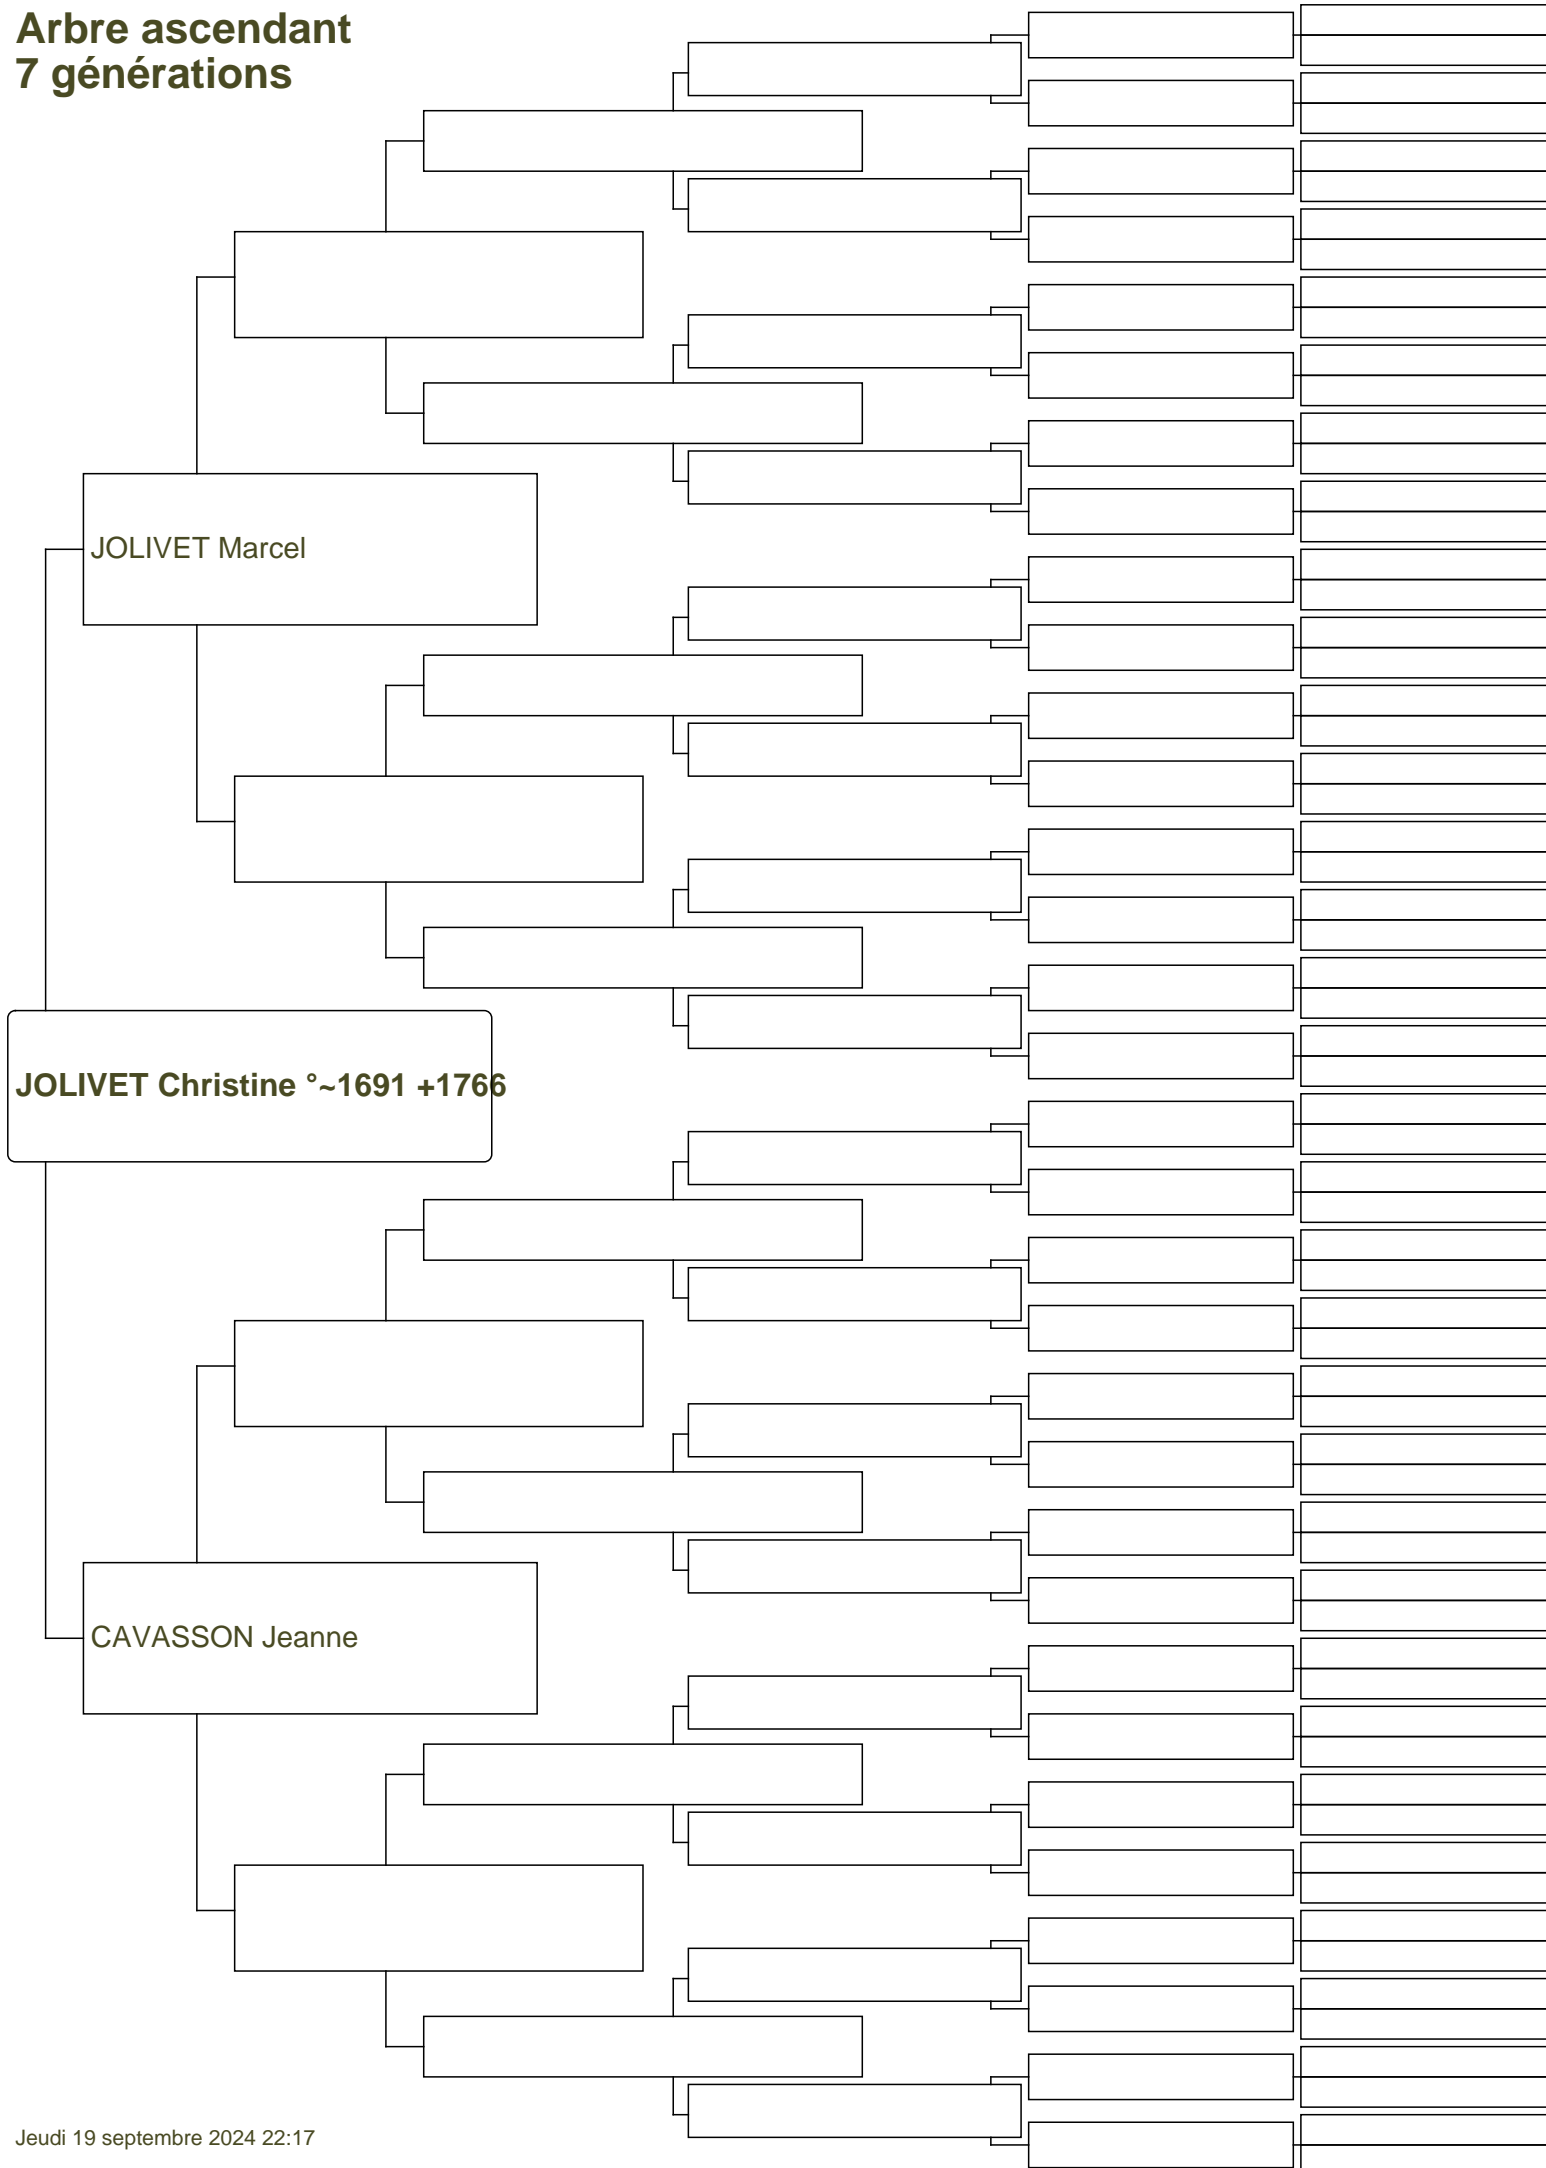 Arbre ascendant
7 générations
JOLIVET Marcel
JOLIVET Christine °~1691 +1766
CAVASSON Jeanne
Jeudi 19 septembre 2024 22:17